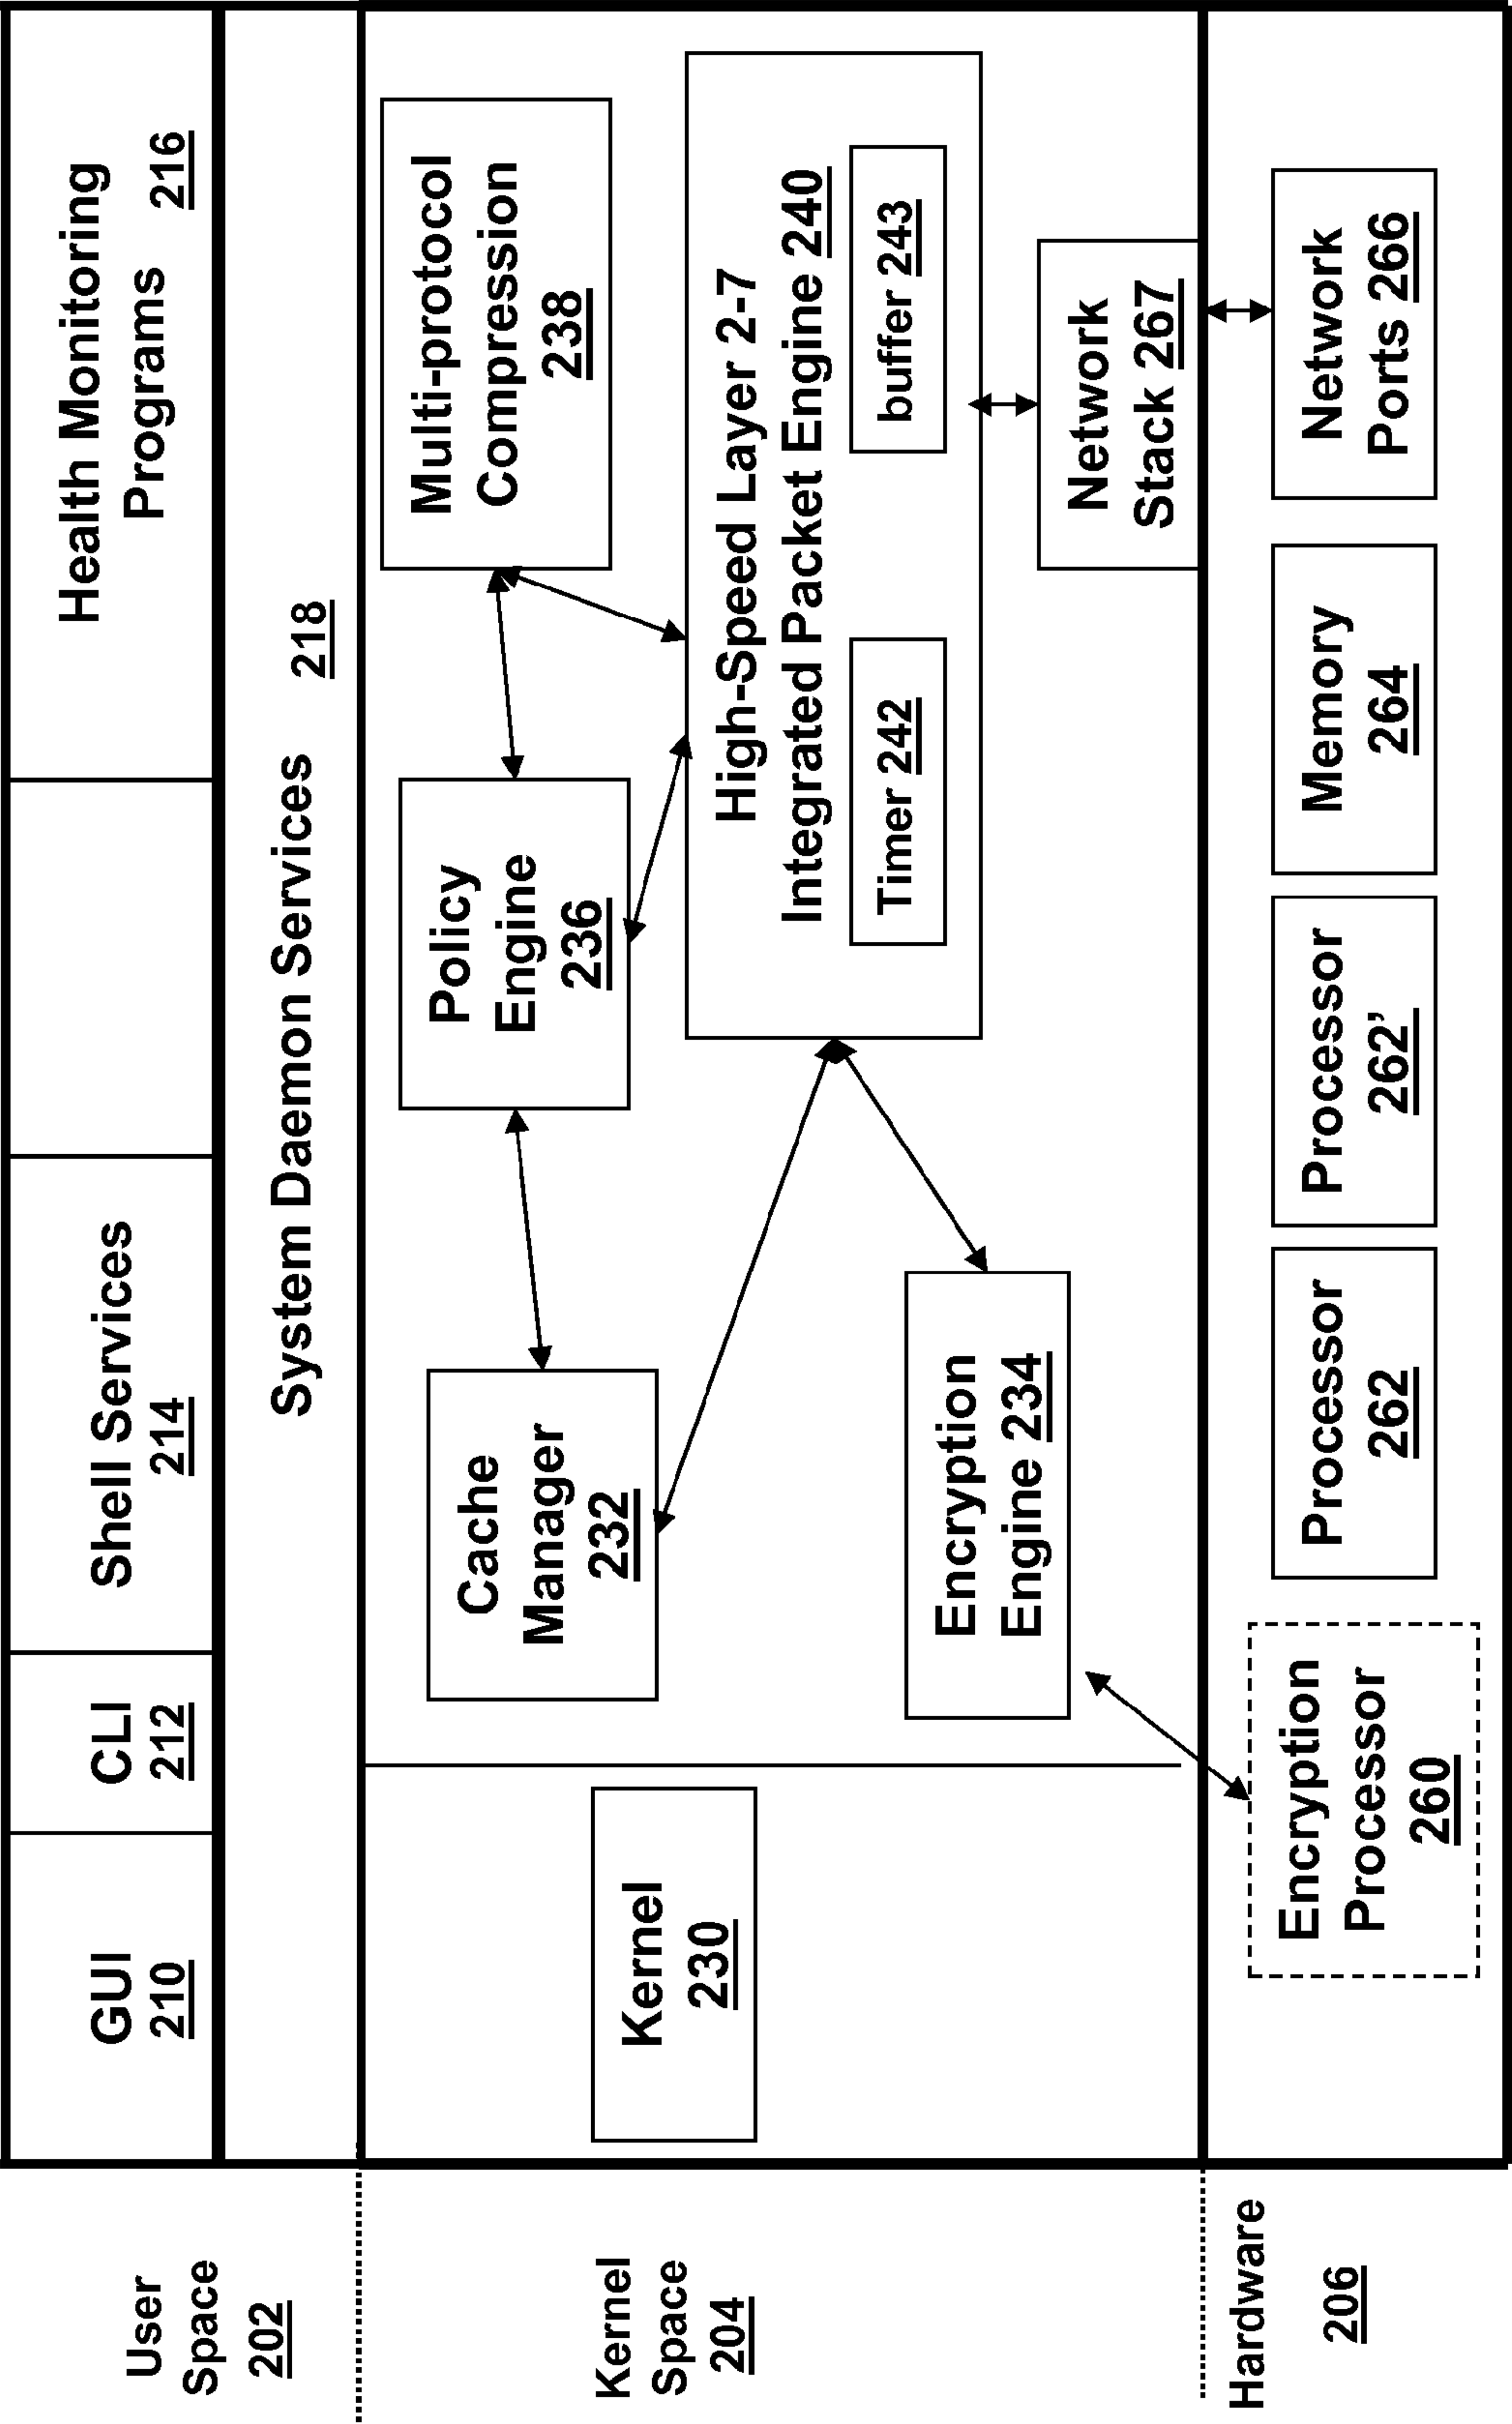 User
Space
202
GUI
210
CLI
212
Shell Services
214
Health Monitoring
Programs 216
System Daemon Services 218
Kernel
Space
204
Kernel
230
Cache
Manager
232
Policy
Engine
236
Multi-protocol
Compression
238
High-Speed Layer 2-7
Integrated Packet Engine 240
Timer 242
buffer 243
Encryption
Engine 234
Network
Stack 267
Hardware
206
Encryption
Processor
260
Processor
262
Processor
262’
Memory
264
Network
Ports 266